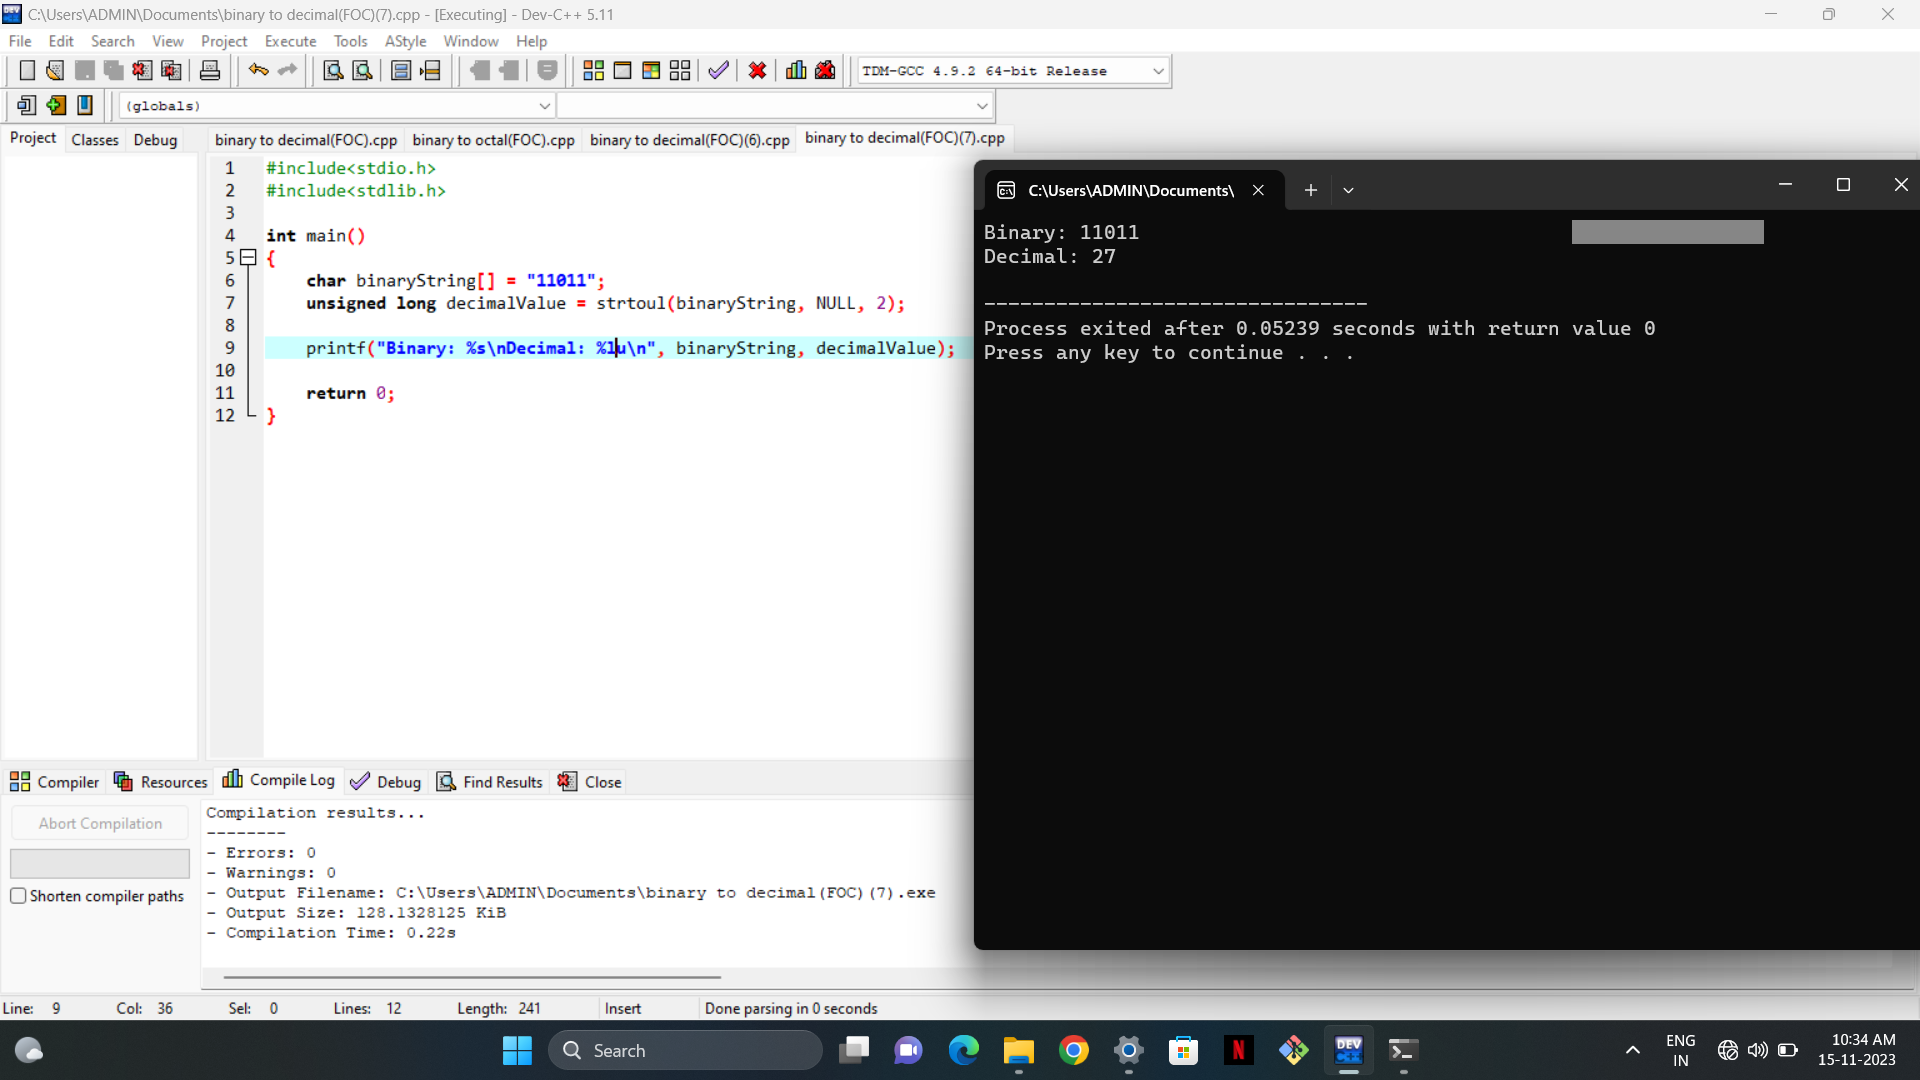 C:\Users\ADMIN\Documents\binary to decimal(FOC)(7).cpp - [Executing] - Dev-C++ 5.11
File Edit Search View Project Execute Tools AStyle Window Help
TDM-GCC 4.9.2 64-bit Release
(globals)
Project Classes Debug
binary to decimal(FOC).cpp binary to octal(FOC).cpp binary to decimal(FOC)(6).cpp binary to decimal(FOC)(7).cpp
1 #include<stdio.h>
2 #include<stdlib.h>
3
4 int main()
5 {
6 char binaryString[] = "11011";
7 unsigned long decimalValue = strtoul(binaryString, NULL, 2);
8
9 printf("Binary: %s\nDecimal: %lu\n", binaryString, decimalValue);
10
11 return 0;
12 }
C:\Users\ADMIN\Documents\
Binary: 11011
Decimal: 27
--------------------------------
Process exited after 0.05239 seconds with return value 0
Press any key to continue . . .
Compiler Resources Compile Log Debug Find Results Close
Abort Compilation
Shorten compiler paths
Compilation results...
--------
- Errors: 0
- Warnings: 0
- Output Filename: C:\Users\ADMIN\Documents\binary to decimal(FOC)(7).exe
- Output Size: 128.1328125 KiB
- Compilation Time: 0.22s
Line: 9 Col: 36 Sel: 0 Lines: 12 Length: 241 Insert Done parsing in 0 seconds
Search
DEV C++
N
ENG
IN
10:34 AM
15-11-2023